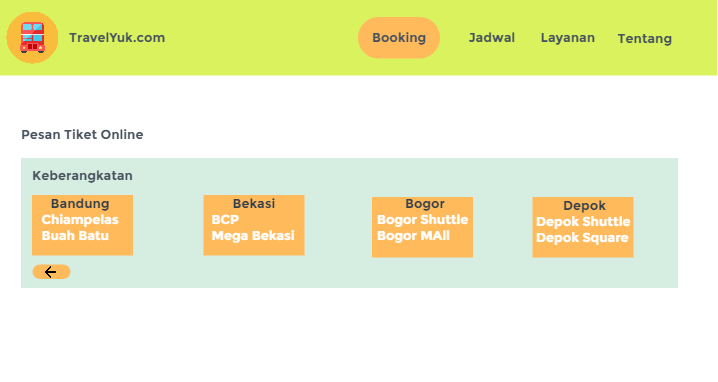 TravelYuk.com
Booking
Jadwal
Layanan
Tentang
Pesan Tiket Online
Keberangkatan
Bandung
Chiampelas
Buah Batu
Bekasi
BCP
Mega Bekasi
Bogor
Bogor Shuttle
Bogor MAll
Depok
Depok Shuttle
Depok Square